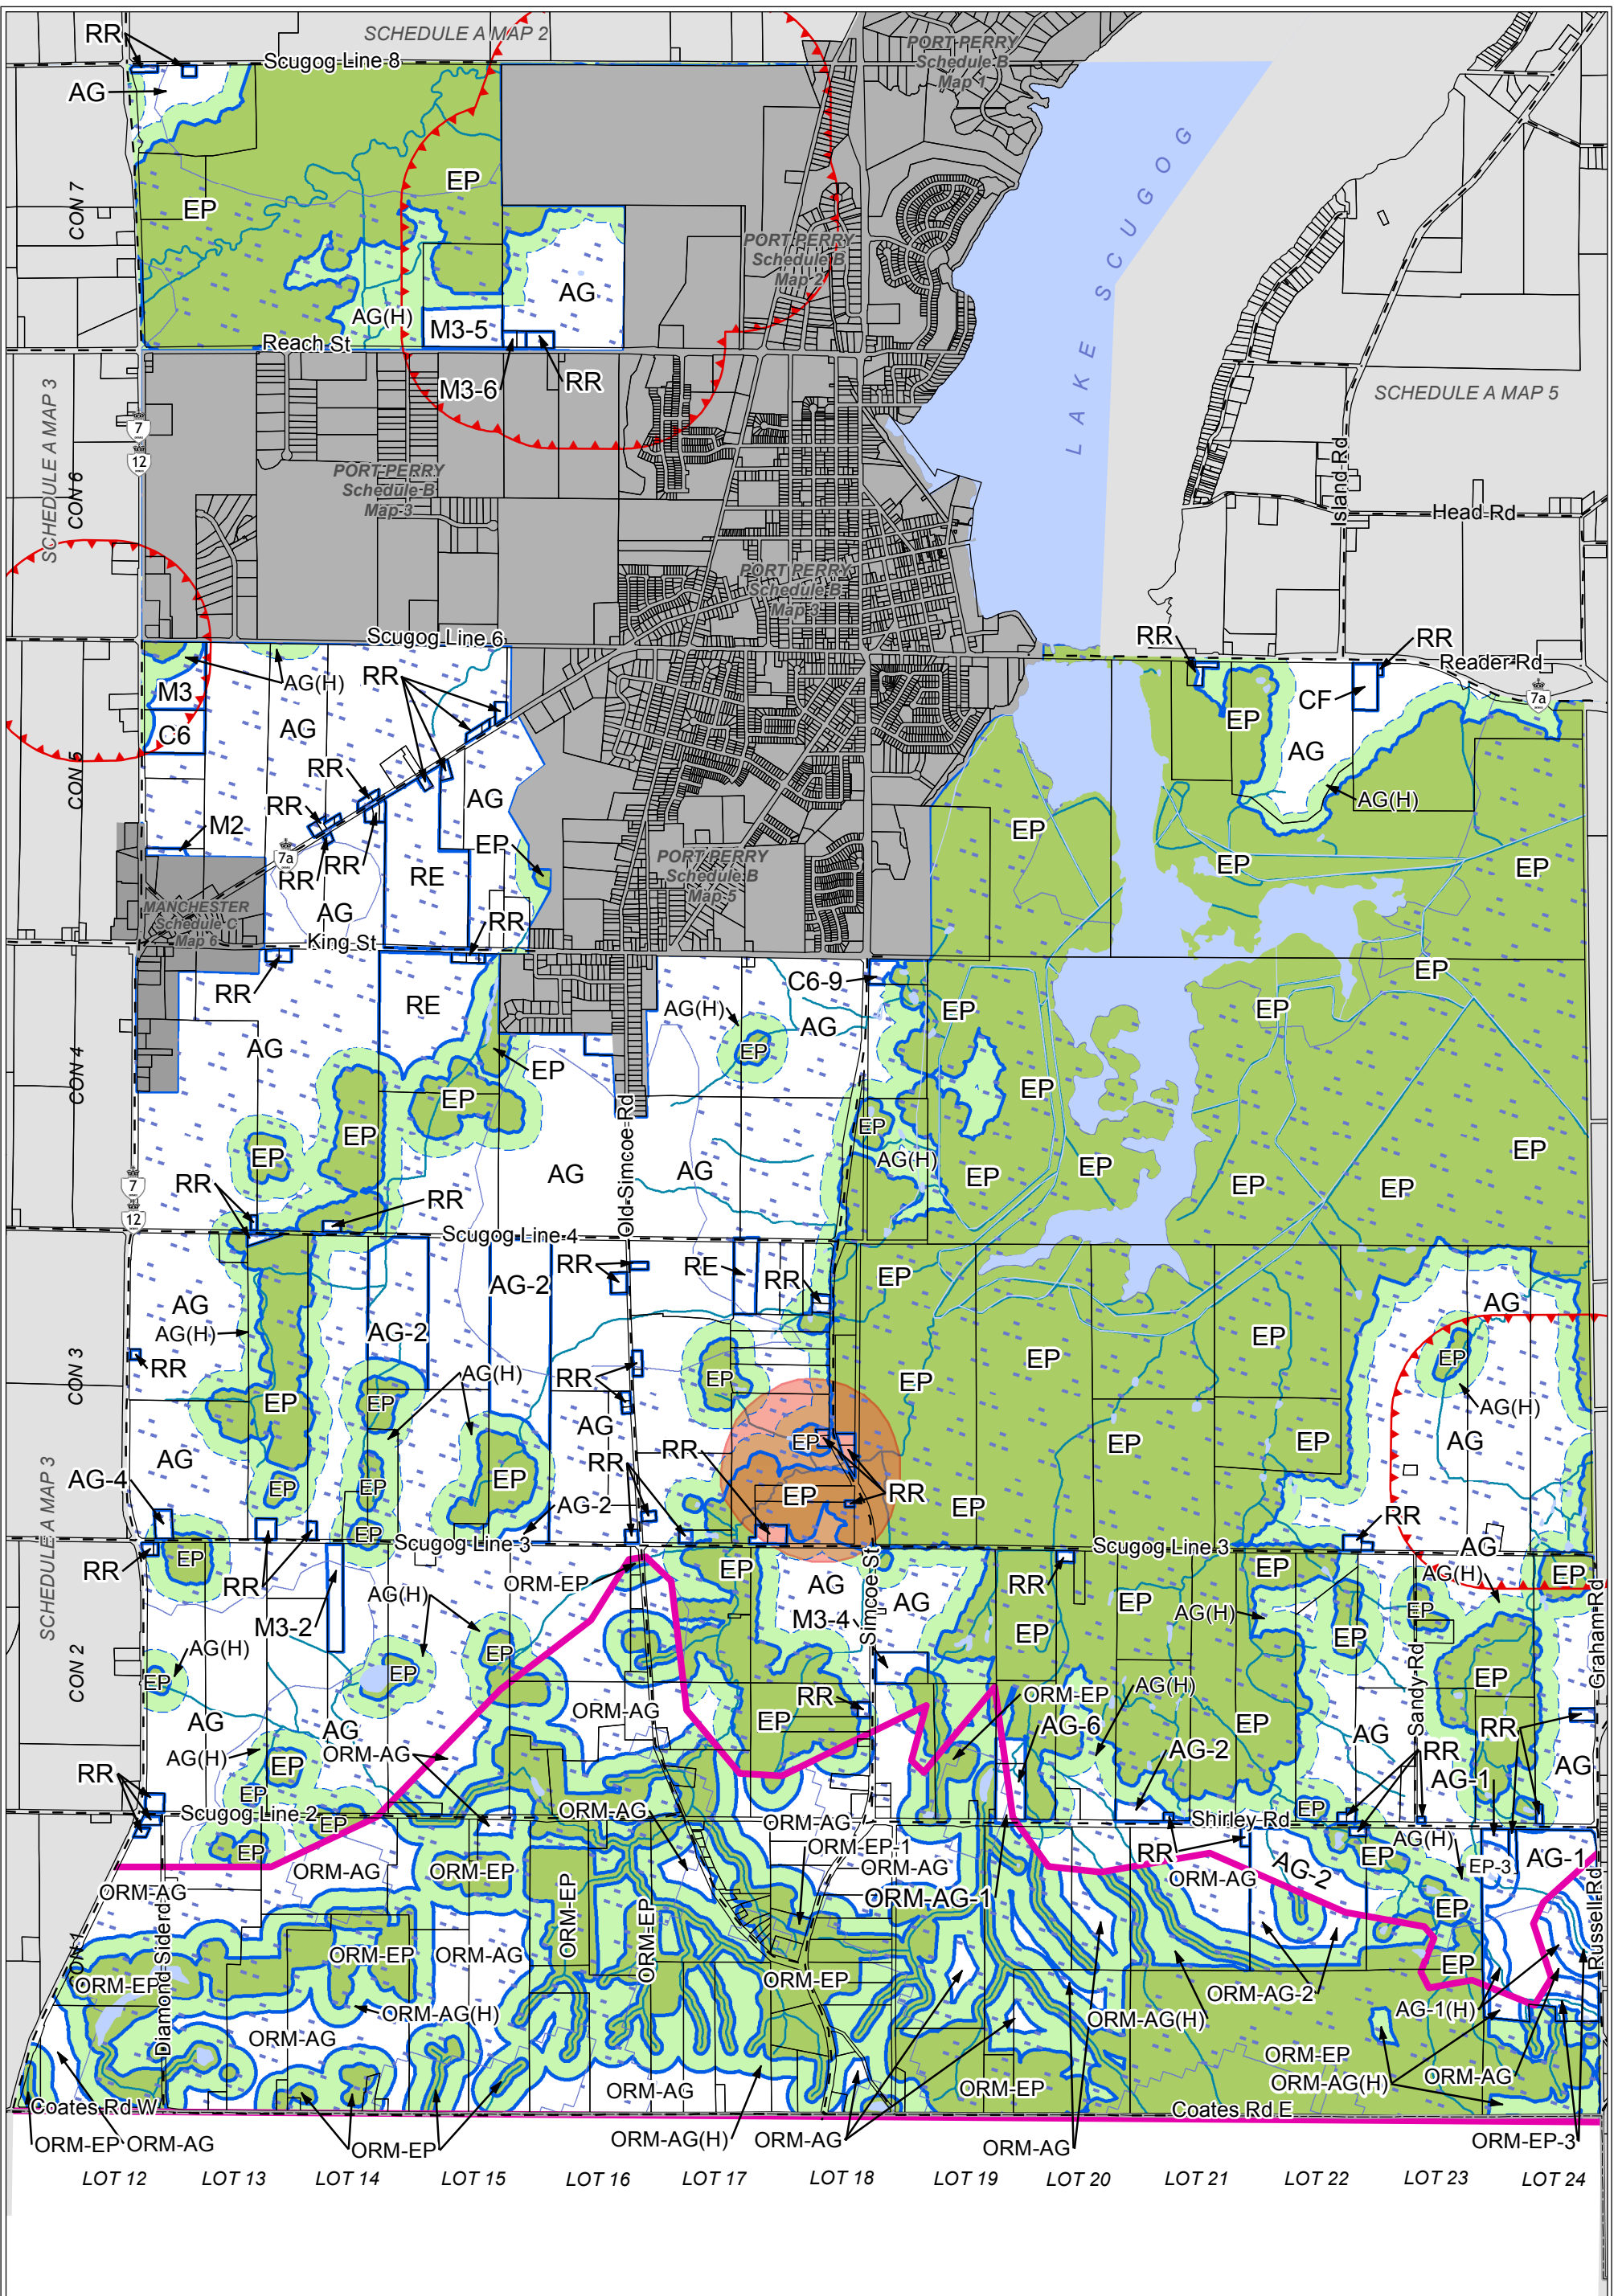 SCHEDULE A MAP 2
RR
Scugog Line 8
PORT PERRY
Schedule B
Map 1
AG
EP
EP
CON 7
LAKE SCUGOG
PORT PERRY
Schedule B
Map 2
AG
AG(H)
M3-5
Reach St
M3-6
RR
SCHEDULE A MAP 3
SCHEDULE A MAP 5
7
12
CON 6
PORT PERRY
Schedule B
Map 3
Island Rd
Head Rd
PORT PERRY
Schedule B
Map 3
Scugog Line 6
RR
RR
Reader Rd
AG(H)
RR
M3
CF
7a
EP
C6
AG
AG
CON 5
RR
AG
AG(H)
RR
M2
EP
EP
EP
EP
7a
RR
RR
RE
PORT PERRY
Schedule B
Map 5
MANCHESTER
Schedule C
Map 6
AG
RR
King St
RR
RE
C6-9
EP
EP
EP
AG(H)
AG
AG
EP
EP
CON 4
EP
EP
Old Simcoe Rd
EP
EP
EP
AG(H)
EP
EP
AG
AG
EP
EP
EP
EP
7
12
RR
RR
Scugog Line 4
RR
RE
RR
EP
AG-2
AG
AG
AG(H)
AG-2
EP
EP
EP
CON 3
RR
AG(H)
RR
EP
EP
AG(H)
EP
EP
AG
AG
RR
RR
EP
EP
EP
AG
AG-4
EP
EP
EP
EP
RR
EP
AG-2
EP
RR
SCHEDULE A MAP 3
Scugog Line 3
Scugog Line 3
AG
RR
EP
RR
ORM-EP
EP
AG
AG
RR
EP
EP
AG(H)
EP
AG(H)
M3-2
M3-4
Simcoe St
EP
AG(H)
EP
EP
Graham Rd
CON 2
AG(H)
EP
EP
EP
EP
EP
Sandy Rd
ORM-AG
RR
ORM-EP
AG(H)
AG
AG
EP
AG-6
EP
AG
RR
AG(H)
ORM-AG
EP
AG-2
RR
AG-1
AG
RR
EP
Scugog Line 2
EP
ORM-AG
ORM-AG
Shirley Rd
EP
EP
ORM-EP-1
RR
AG(H)
EP
ORM-AG
ORM-EP
ORM-AG
ORM-AG
AG-2
EP-3
AG-1
ORM-AG
ORM-EP
ORM-EP
ORM-AG-1
EP
Russell Rd
CON 1
Diamond Siderd
ORM-EP
ORM-AG
EP
ORM-EP
ORM-EP
ORM-AG-2
AG-1(H)
ORM-AG(H)
ORM-AG(H)
ORM-AG
ORM-EP
ORM-AG
ORM-EP
ORM-AG(H)
ORM-AG
Coates Rd W
Coates Rd E
ORM-EP
ORM-AG
ORM-EP
ORM-AG(H)
ORM-AG
ORM-AG
ORM-EP-3
LOT 12
LOT 13
LOT 14
LOT 15
LOT 16
LOT 17
LOT 18
LOT 19
LOT 20
LOT 21
LOT 22
LOT 23
LOT 24